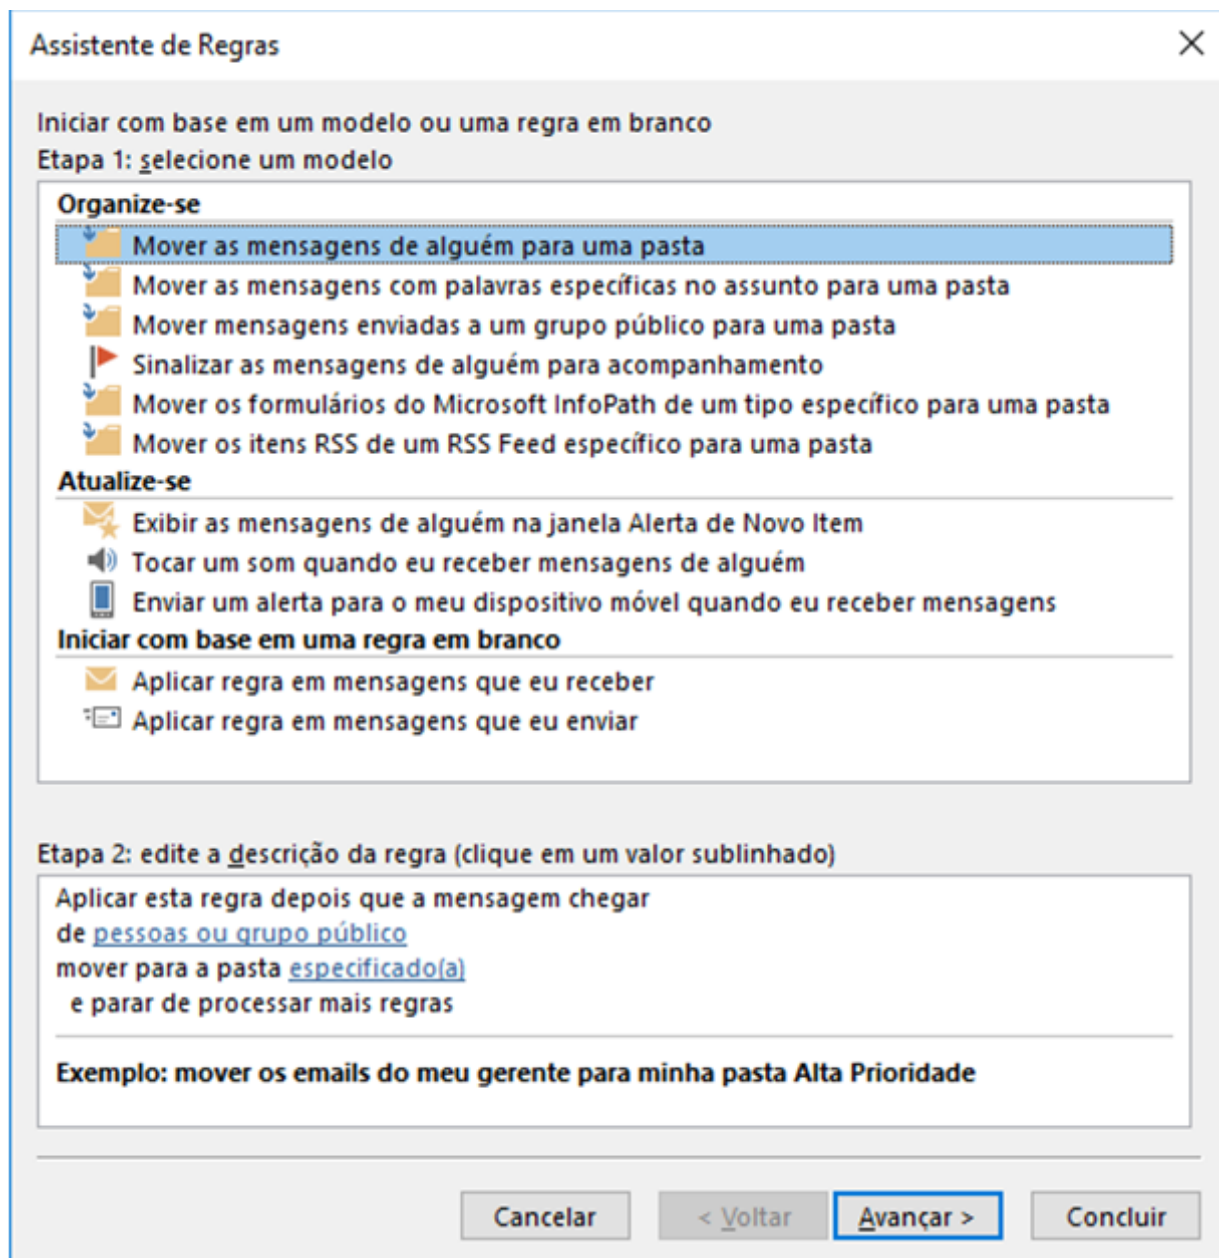 Assistente de Regras
Iniciar com base em um modelo ou uma regra em branco
Etapa 1: selecione um modelo
Organize-se
Mover as mensagens de alguém para uma pasta
Mover as mensagens com palavras específicas no assunto para uma pasta
Mover mensagens enviadas a um grupo público para uma pasta
Sinalizar as mensagens de alguém para acompanhamento
Mover os formulários do Microsoft InfoPath de um tipo específico para uma pasta
Mover os itens RSS de um RSS Feed específico para uma pasta
Atualize-se
Exibir as mensagens de alguém na janela Alerta de Novo Item
Tocar um som quando eu receber mensagens de alguém
Enviar um alerta para o meu dispositivo móvel quando eu receber mensagens
Iniciar com base em uma regra em branco
Aplicar regra em mensagens que eu receber
Aplicar regra em mensagens que eu enviar
Etapa 2: edite a descrição da regra (clique em um valor sublinhado)
Aplicar esta regra depois que a mensagem chegar
de pessoas ou grupo público
mover para a pasta especificado(a)
e parar de processar mais regras
Exemplo: mover os emails do meu gerente para minha pasta Alta Prioridade
Cancelar < Voltar Avançar > Concluir